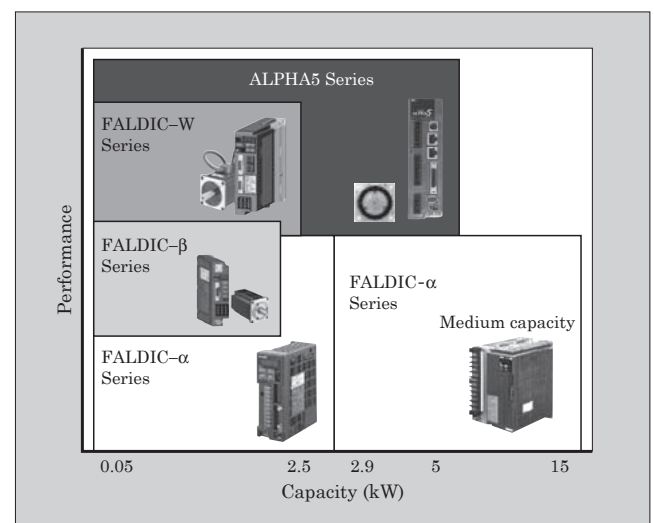 ALPHA5 Series
FALDIC–W
Series
FALDIC–β
Series
FALDIC-α
Series
Medium capacity
FALDIC–α
Series
Performance
0.05 2.5 2.9 5 15
Capacity (kW)